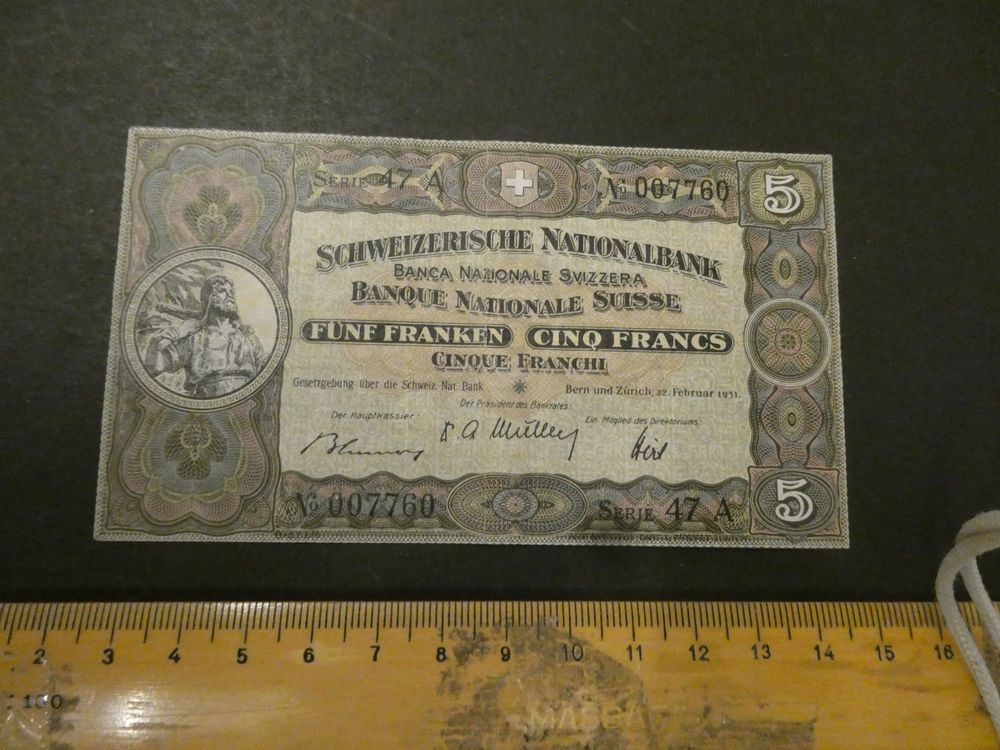 SERIE 47 A
№ 007760
5
SCHWEIZERISCHE NATIONALBANK
BANCA NAZIONALE SVIZZERA
BANQUE NATIONALE SUISSE
FÜNF FRANKEN CINQ FRANCS
CINQUE FRANCHI
Gesetzgebung über die Schweiz. Nat. Bank
Bern und Zürich, 22. Februar 1951.
Der Präsident des Bankrates:
Der Hauptkassier:
Ein Mitglied des Direktoriums:
№ 007760
SERIE 47 A
5
2 3 4 5 6 7 8 9 10 11 12 13 14 15 16
100